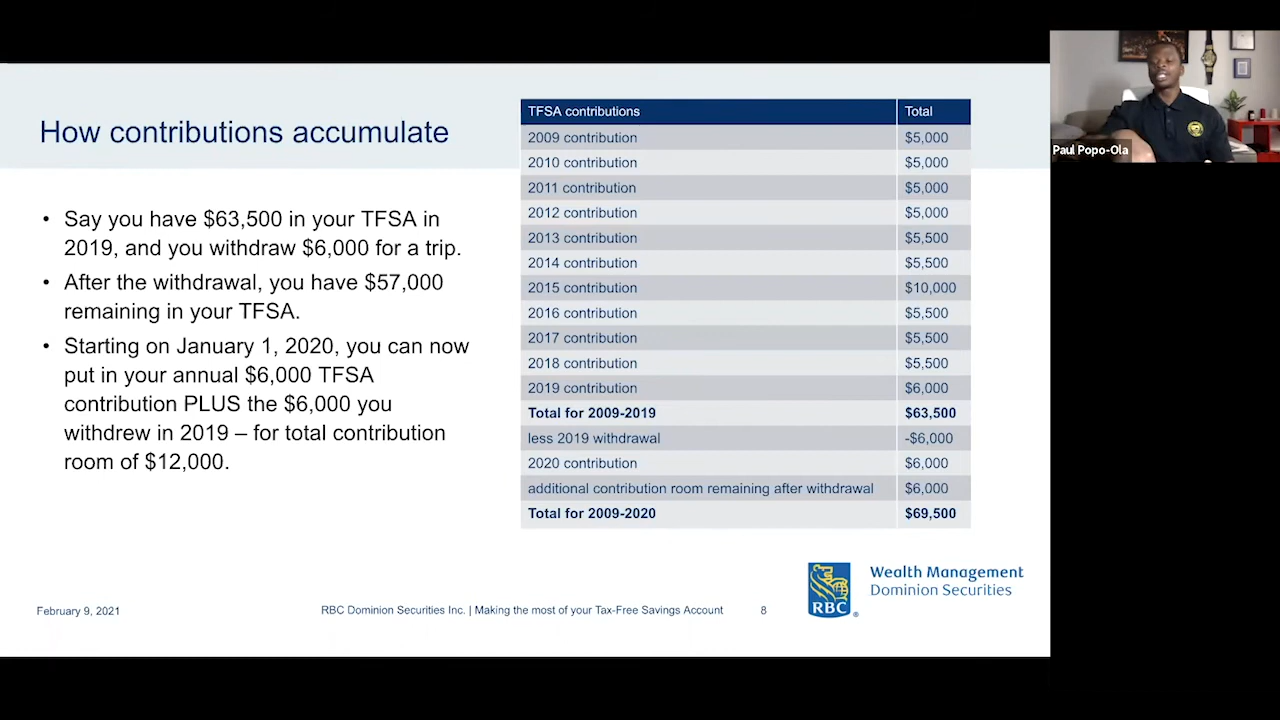 How contributions accumulate
• Say you have $63,500 in your TFSA in
2019, and you withdraw $6,000 for a trip.
• After the withdrawal, you have $57,000
remaining in your TFSA.
• Starting on January 1, 2020, you can now
put in your annual $6,000 TFSA
contribution PLUS the $6,000 you
withdrew in 2019 – for total contribution
room of $12,000.
TFSA contributions Total
2009 contribution $5,000
2010 contribution $5,000
2011 contribution $5,000
2012 contribution $5,000
2013 contribution $5,500
2014 contribution $5,500
2015 contribution $10,000
2016 contribution $5,500
2017 contribution $5,500
2018 contribution $5,500
2019 contribution $6,000
Total for 2009-2019 $63,500
less 2019 withdrawal -$6,000
2020 contribution $6,000
additional contribution room remaining after withdrawal $6,000
Total for 2009-2020 $69,500
Paul Popo-Ola
February 9, 2021
RBC Dominion Securities Inc. | Making the most of your Tax-Free Savings Account
8
RBC
®
Wealth Management
Dominion Securities